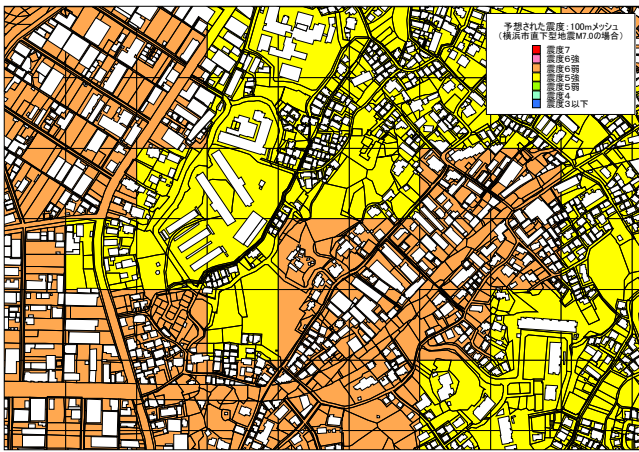 予想された震度:100mメッシュ
(横浜市直下型地震M7.0の場合)
震度7
震度6強
震度6弱
震度5強
震度5弱
震度4
震度3以下